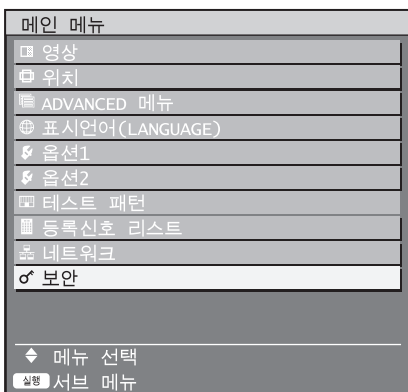 메인 메뉴
영상
위치
ADVANCED 메뉴
표시언어(LANGUAGE)
옵션1
옵션2
테스트 패턴
등록신호 리스트
네트워크
보안
메뉴 선택
실행 서브 메뉴